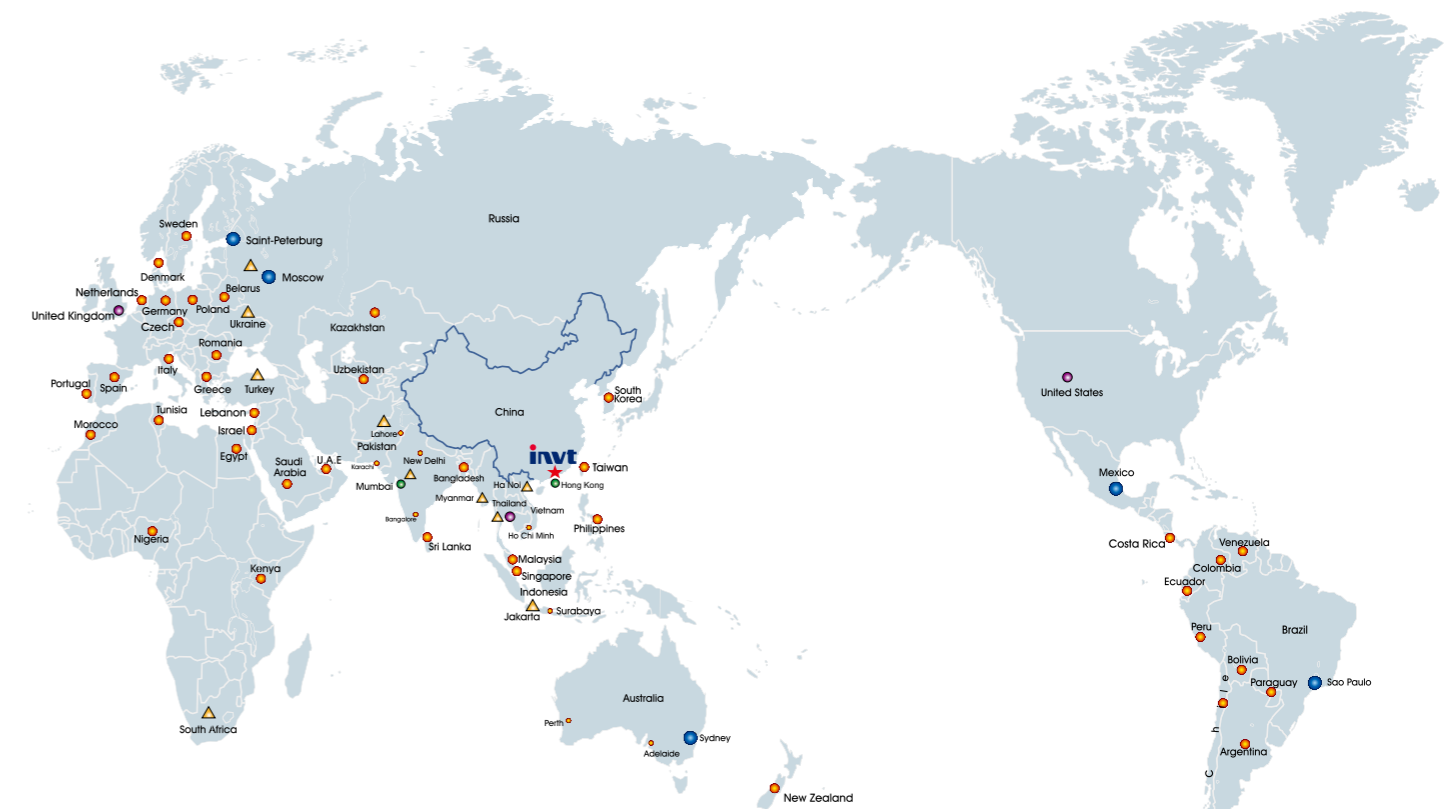 Russia
Sweden
Saint-Peterburg
Denmark
Moscow
Netherlands
Belarus
United Kingdom
Germany
Poland
Czech
Ukraine
Kazakhstan
Romania
Italy
Uzbekistan
Portugal
Spain
Greece
Turkey
South
Korea
United States
Tunisia
Lebanon
China
Morocco
Israel
Lahore
Pakistan
Egypt
Saudi
Arabia
U.A.E
Karachi
New Delhi
invt
Taiwan
Mumbai
Bangladesh
Ha Noi
Hong Kong
Mexico
Myanmar
Thailand
Vietnam
Bangalore
Ho Chi Minh
Philippines
Nigeria
Sri Lanka
Costa Rica
Venezuela
Malaysia
Colombia
Kenya
Singapore
Ecuador
Indonesia
Jakarta
Surabaya
Peru
Brazil
Bolivia
Paraguay
Sao Paulo
Chile
Australia
South Africa
Perth
Sydney
Adelaide
Argentina
New Zealand